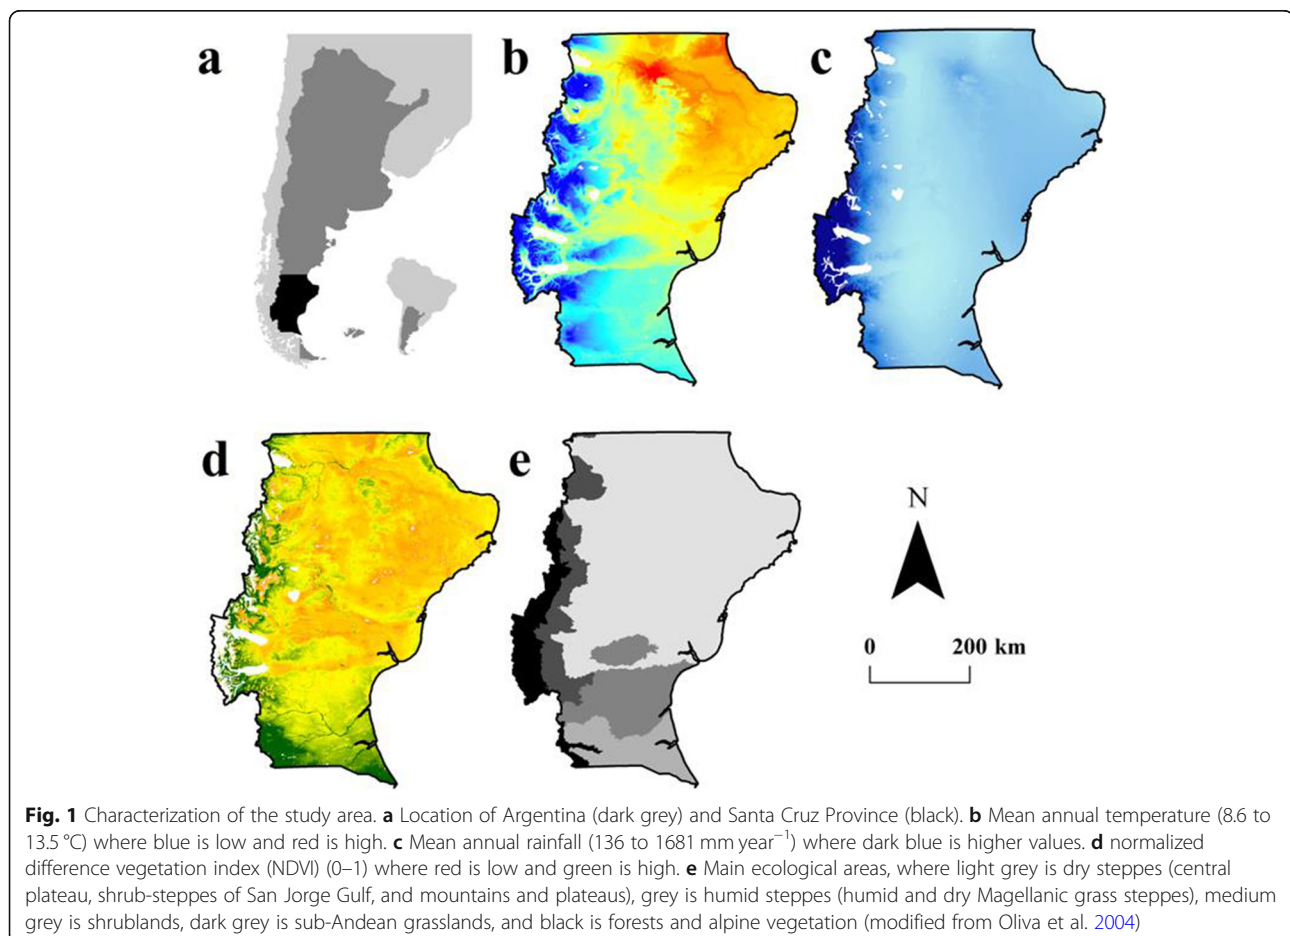 a
b
c
d
e
N
0 200 km
Fig. 1 Characterization of the study area. a Location of Argentina (dark grey) and Santa Cruz Province (black). b Mean annual temperature (8.6 to
13.5 °C) where blue is low and red is high. c Mean annual rainfall (136 to 1681 mm year−1) where dark blue is higher values. d normalized
difference vegetation index (NDVI) (0–1) where red is low and green is high. e Main ecological areas, where light grey is dry steppes (central
plateau, shrub-steppes of San Jorge Gulf, and mountains and plateaus), grey is humid steppes (humid and dry Magellanic grass steppes), medium
grey is shrublands, dark grey is sub-Andean grasslands, and black is forests and alpine vegetation (modified from Oliva et al. 2004)